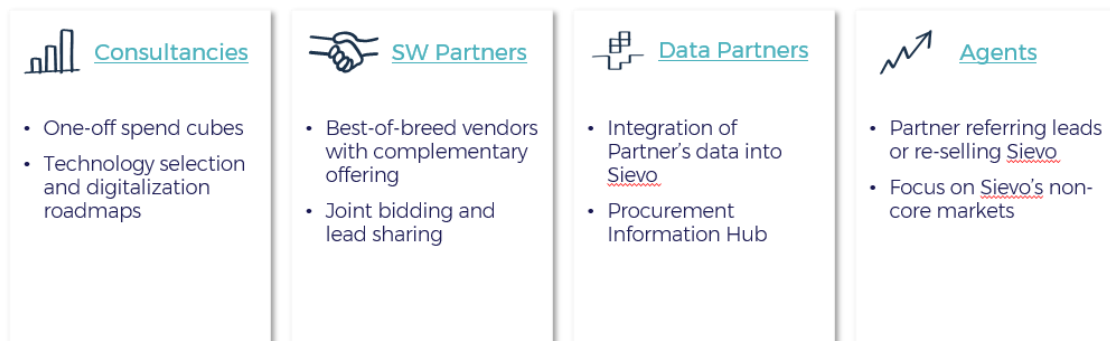 Consultancies
• One-off spend cubes
• Technology selection
and digitalization
roadmaps
SW Partners
• Best-of-breed vendors
with complementary
offering
• Joint bidding and
lead sharing
Data Partners
• Integration of
Partner's data into
Sievo
• Procurement
Information Hub
Agents
• Partner referring leads
or re-selling Sievo
• Focus on Sievo's non-
core markets